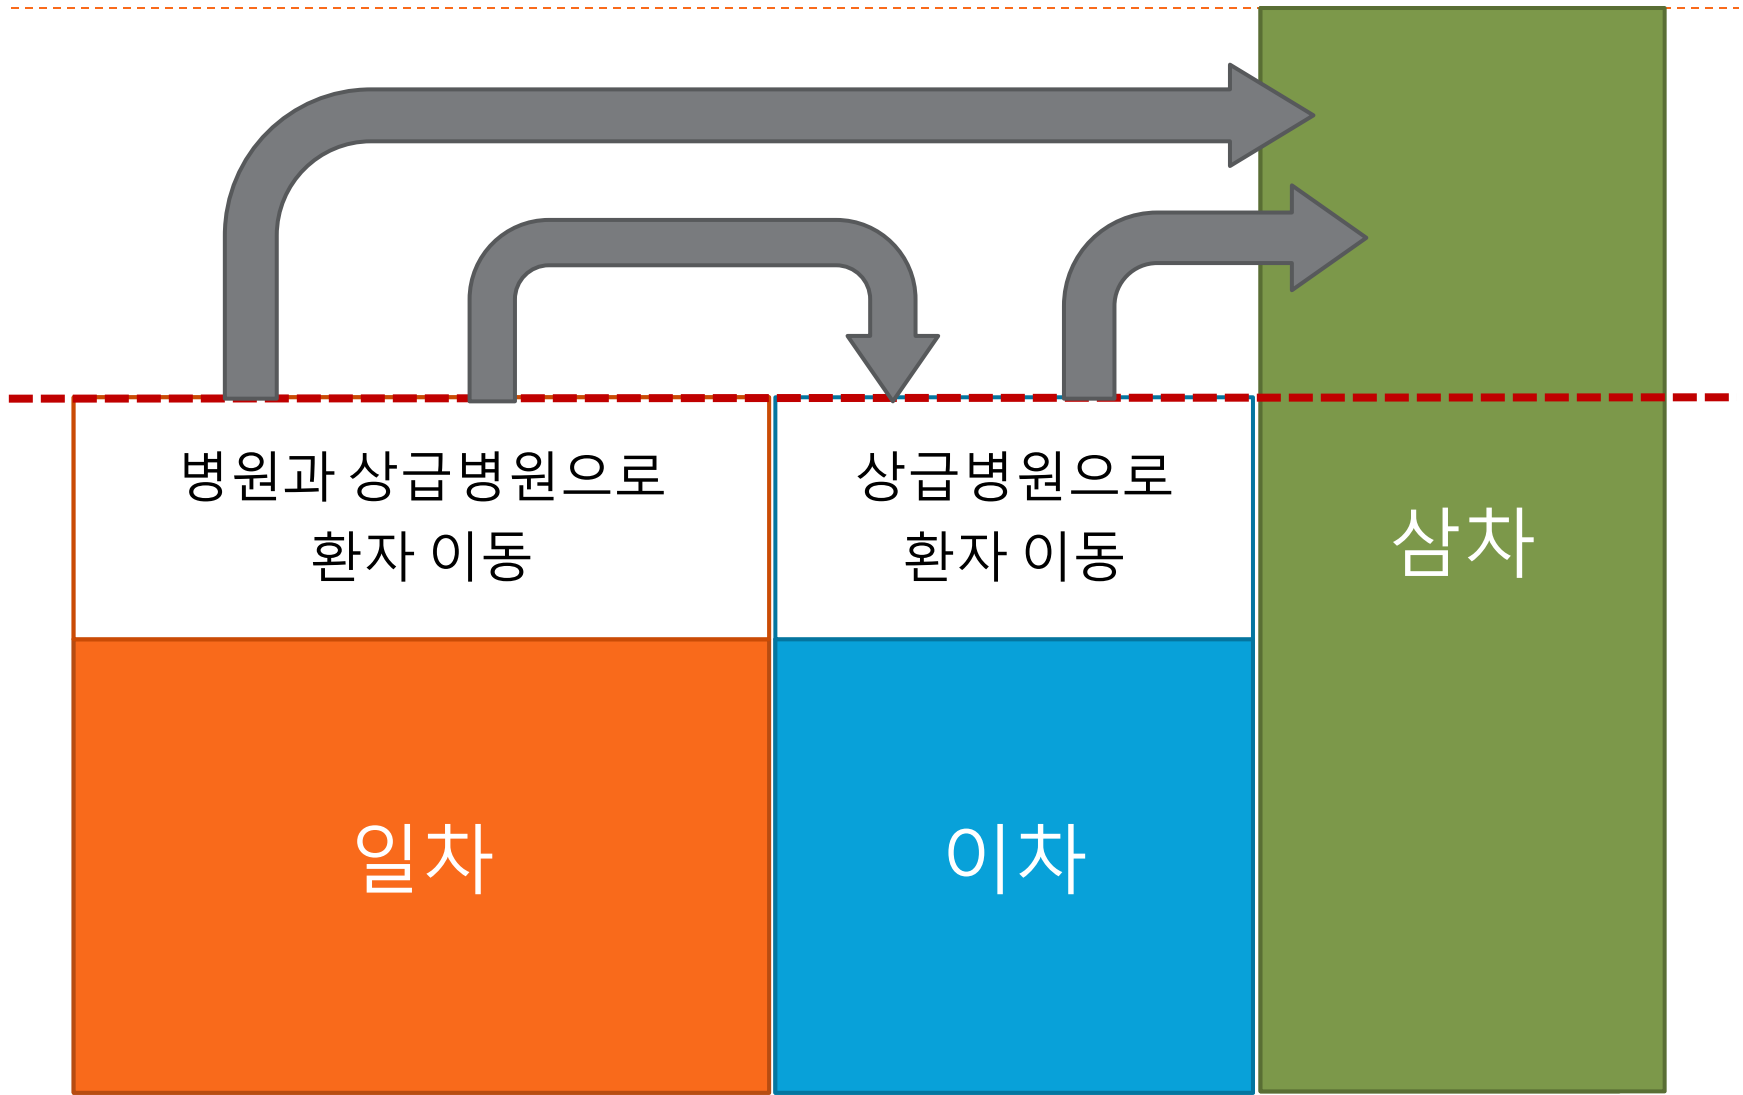 병원과 상급병원으로
환자 이동
상급병원으로
환자 이동
삼차
일차
이차